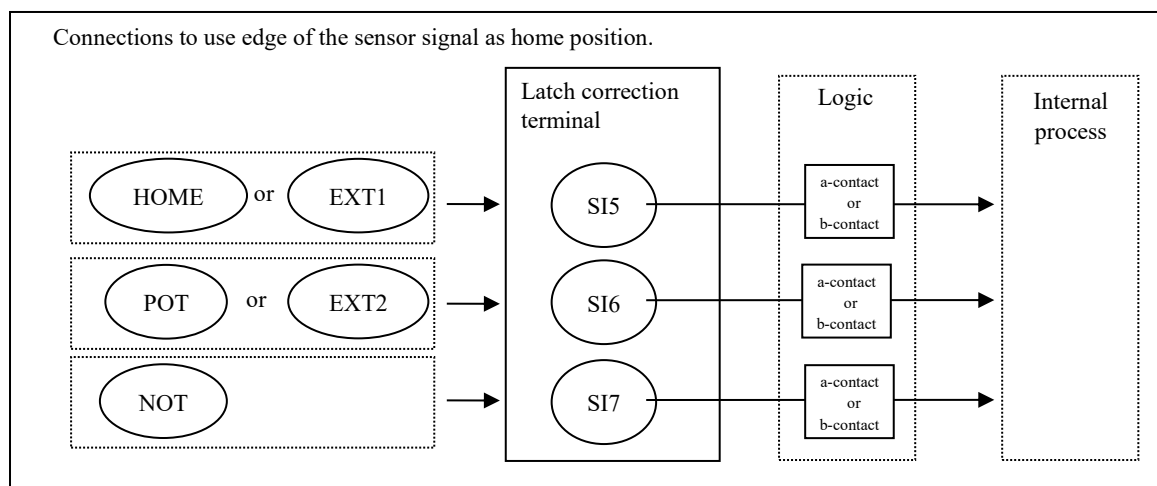 Connections to use edge of the sensor signal as home position.
Latch correction
terminal
Logic
Internal
process
HOME or EXT1
SI5
a-contact
or
b-contact
POT or EXT2
SI6
a-contact
or
b-contact
NOT
SI7
a-contact
or
b-contact